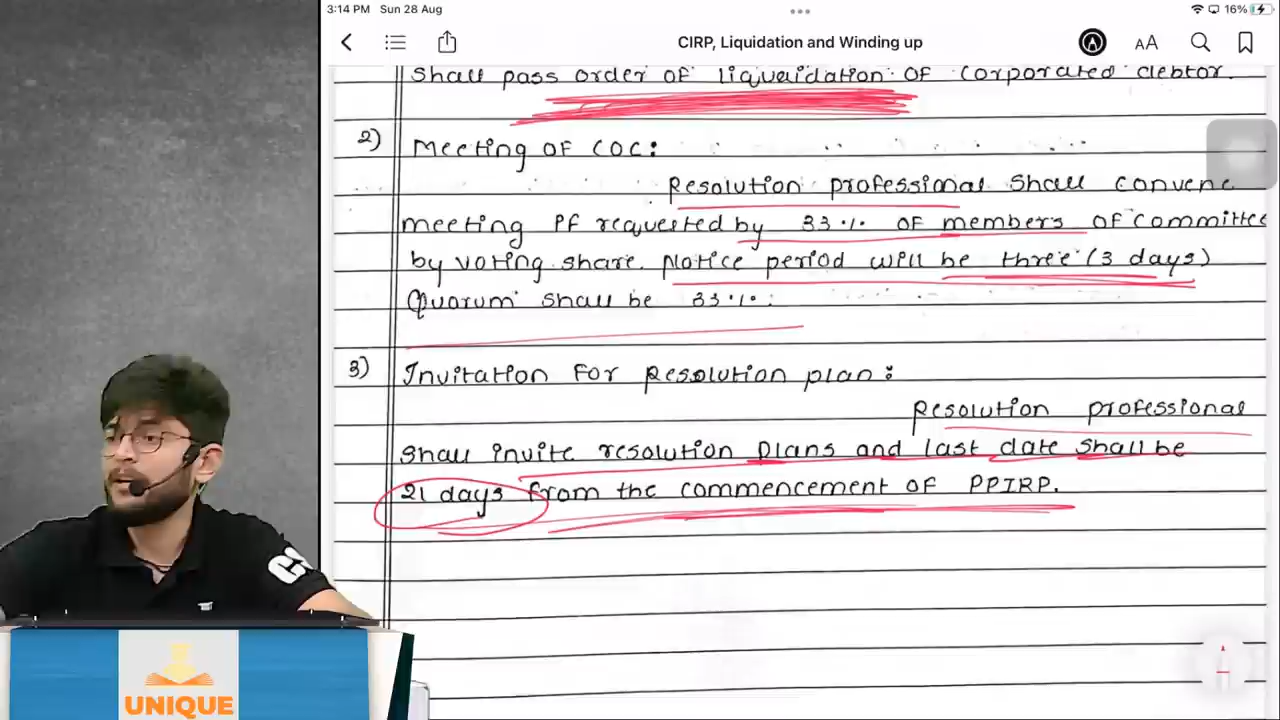 3:14 PM Sun 28 Aug
16%
CIRP, Liquidation and Winding up
AA
Shall pass order of liquaidation of Corporated debtor.
2) Meeting of COC:
Resolution professional Shall convene
meeting if requested by 33% of members of Committee
by voting share. Notice period will be three (3 days)
Quorum shall be 33%.
3) Invitation for Resolution plan:
Resolution professional
Shall invite resolution plans and last date shall be
21 days from the commencement of PPIRP.
UNIQUE